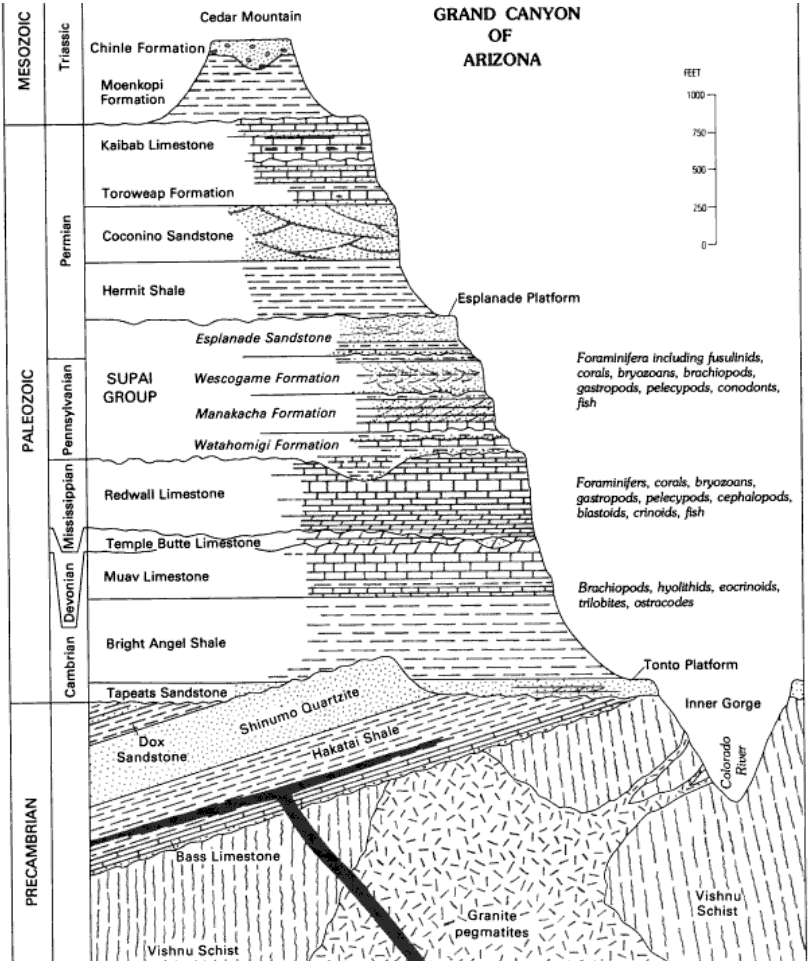 GRAND CANYON
OF
ARIZONA
FEET
1000
750
500
250
0
MESOZOIC
Triassic
Cedar Mountain
Chinle Formation
Moenkopi
Formation
PALEOZOIC
Permian
Kaibab Limestone
Toroweap Formation
Coconino Sandstone
Hermit Shale
Esplanade Platform
Esplanade Sandstone
Pennsylvanian
SUPAI
GROUP
Wescogame Formation
Manakacha Formation
Watahomigi Formation
Foraminifera including fusulinids,
corals, bryozoans, brachiopods,
gastropods, pelecypods, conodonts,
fish
Mississippian
Redwall Limestone
Foraminifers, corals, bryozoans,
gastropods, pelecypods, cephalopods,
blastoids, crinoids, fish
Temple Butte Limestone
Devonian
Muav Limestone
Brachiopods, hyolithids, eocrinoids,
trilobites, ostracodes
Cambrian
Bright Angel Shale
Tonto Platform
Tapeats Sandstone
Inner Gorge
Colorado
River
PRECAMBRIAN
Dox
Sandstone
Shinumo Quartzite
Hakatai Shale
Bass Limestone
Granite
pegmatites
Vishnu
Schist
Vishnu Schist